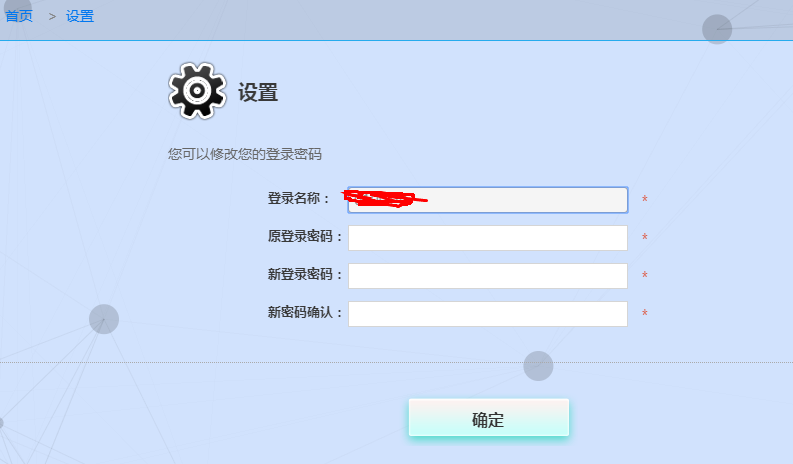 首页 > 设置
设置
您可以修改您的登录密码
登录名称： *
原登录密码： *
新登录密码： *
新密码确认： *
确定